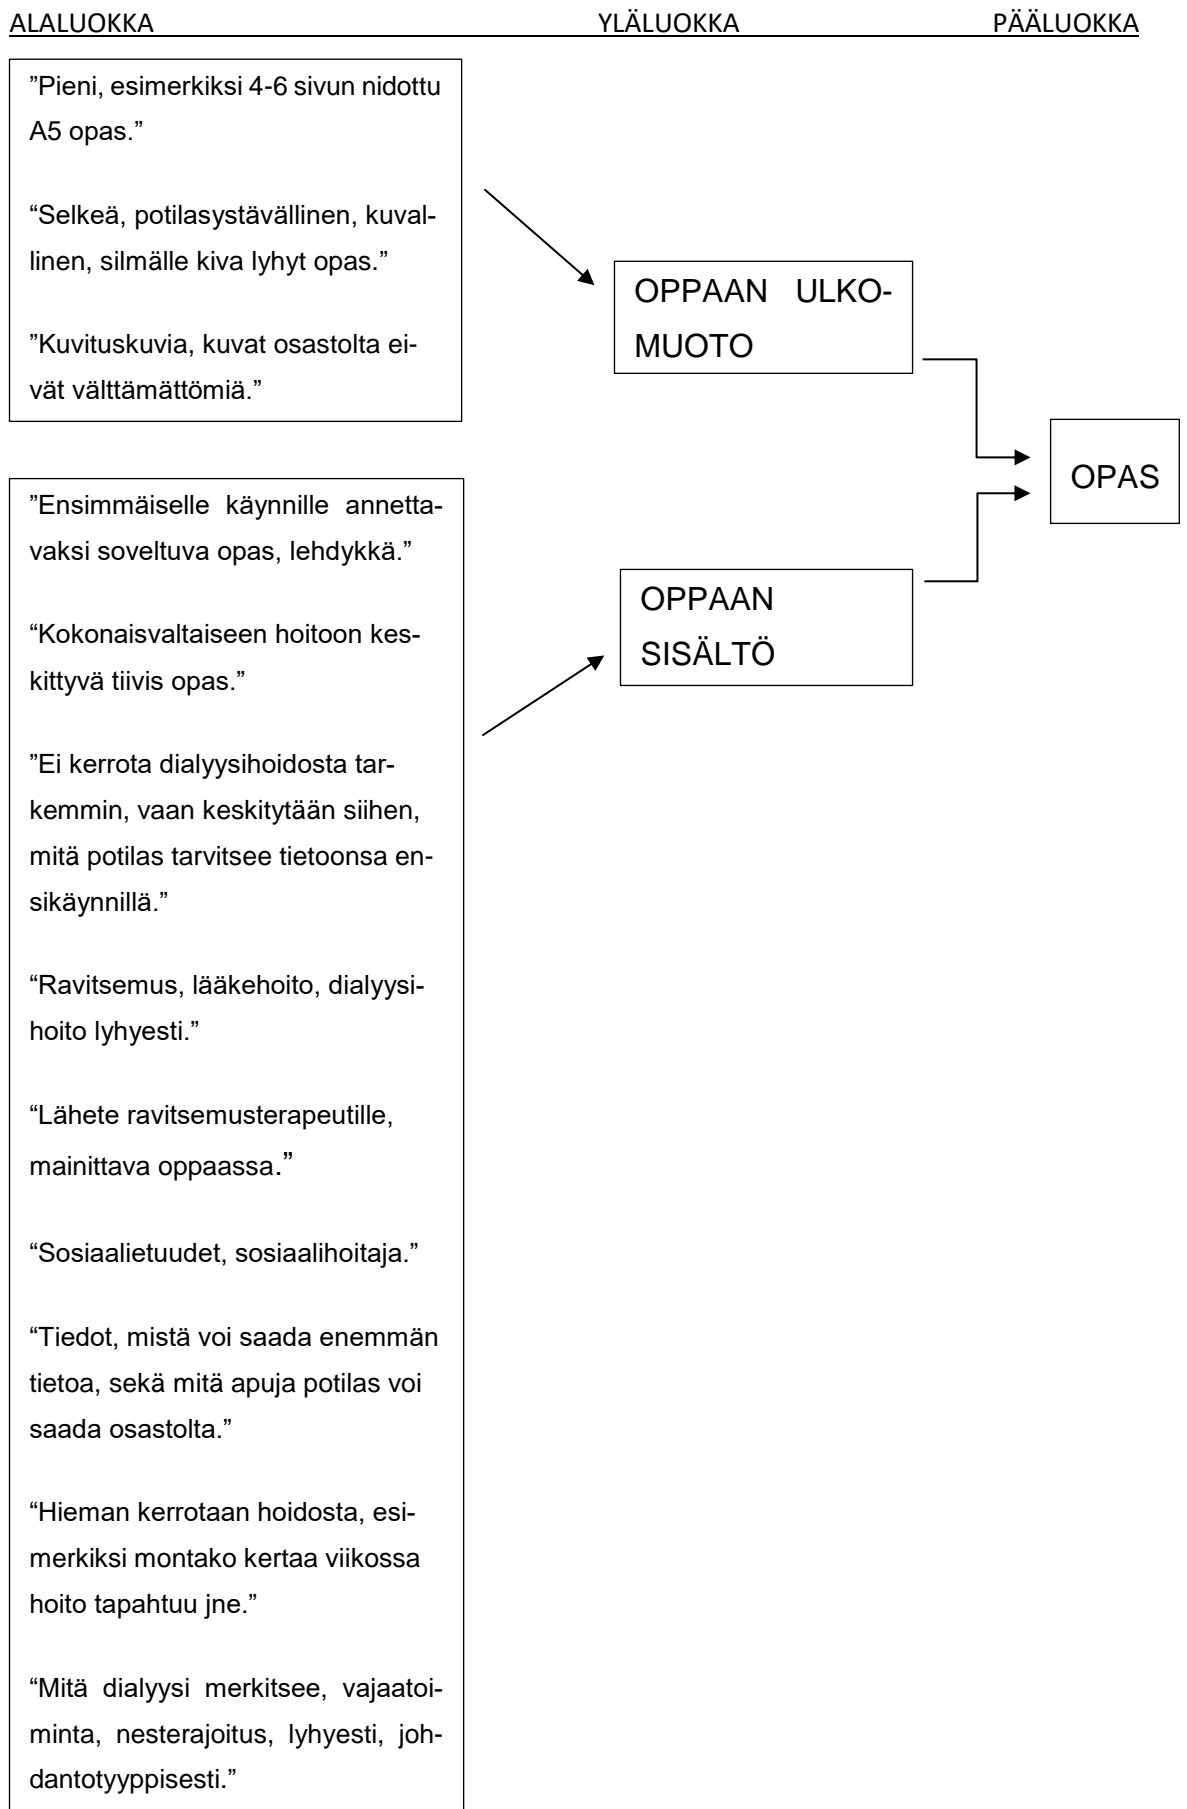 ALALUOKKA YLÄLUOKKA PÄÄLUOKKA
”Pieni, esimerkiksi 4-6 sivun nidottu
A5 opas.”
“Selkeä, potilasystävällinen, kuval-
linen, silmälle kiva lyhyt opas.”
”Kuvituskuvia, kuvat osastolta ei-
vät välttämättömiä.”
OPPAAN ULKO-
MUOTO
OPAS
”Ensimmäiselle käynnille annetta-
vaksi soveltuva opas, lehdykkä.”
“Kokonaisvaltaiseen hoitoon kes-
kittyvä tiivis opas.”
”Ei kerrota dialyysihoidosta tar-
kemmin, vaan keskitytään siihen,
mitä potilas tarvitsee tietoonsa en-
sikäynnillä.”
“Ravitsemus, lääkehoito, dialyysi-
hoito lyhyesti.”
“Lähete ravitsemusterapeutille,
mainittava oppaassa.”
“Sosiaalietuudet, sosiaalihoitaja.”
“Tiedot, mistä voi saada enemmän
tietoa, sekä mitä apuja potilas voi
saada osastolta.”
“Hieman kerrotaan hoidosta, esi-
merkiksi montako kertaa viikossa
hoito tapahtuu jne.”
“Mitä dialyysi merkitsee, vajaatoi-
minta, nesterajoitus, lyhyesti, joh-
dantotyyppisesti.”
OPPAAN
SISÄLTÖ